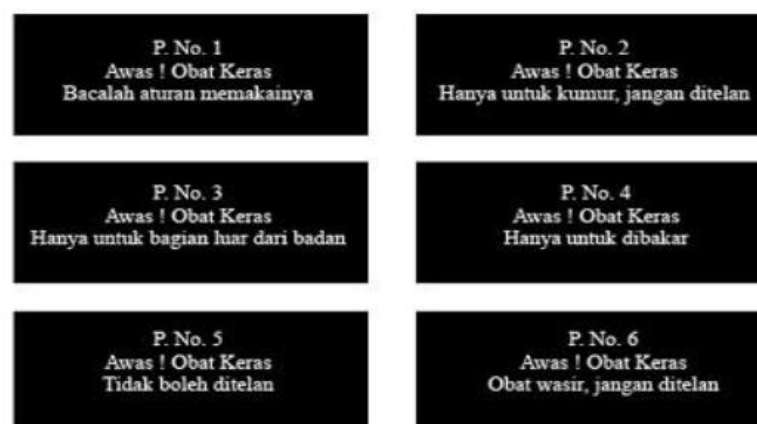 P. No. 1
Awas ! Obat Keras
Bacalah aturan memakainya
P. No. 2
Awas ! Obat Keras
Hanya untuk kumur, jangan ditelan
P. No. 3
Awas ! Obat Keras
Hanya untuk bagian luar dari badan
P. No. 4
Awas ! Obat Keras
Hanya untuk dibakar
P. No. 5
Awas ! Obat Keras
Tidak boleh ditelan
P. No. 6
Awas ! Obat Keras
Obat wasir, jangan ditelan